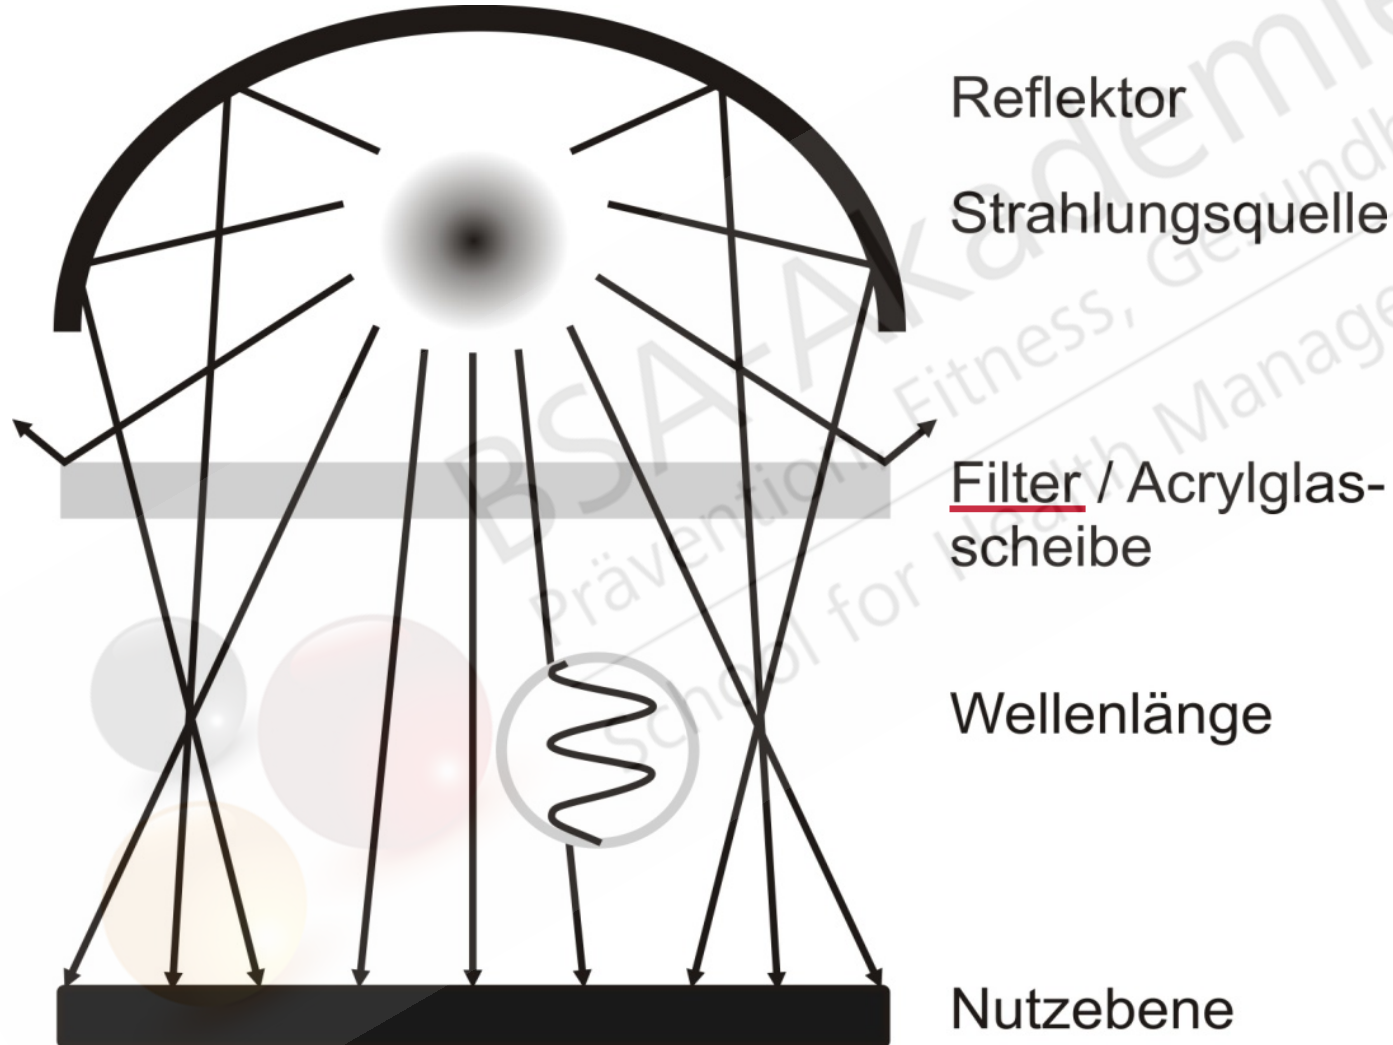 Reflektor
Strahlungsquelle
Filter / Acrylglas-
scheibe
Wellenlänge
Nutzebene
BSA-Akademie
Prävention, Fitness, Gesundh
School for Health Manage